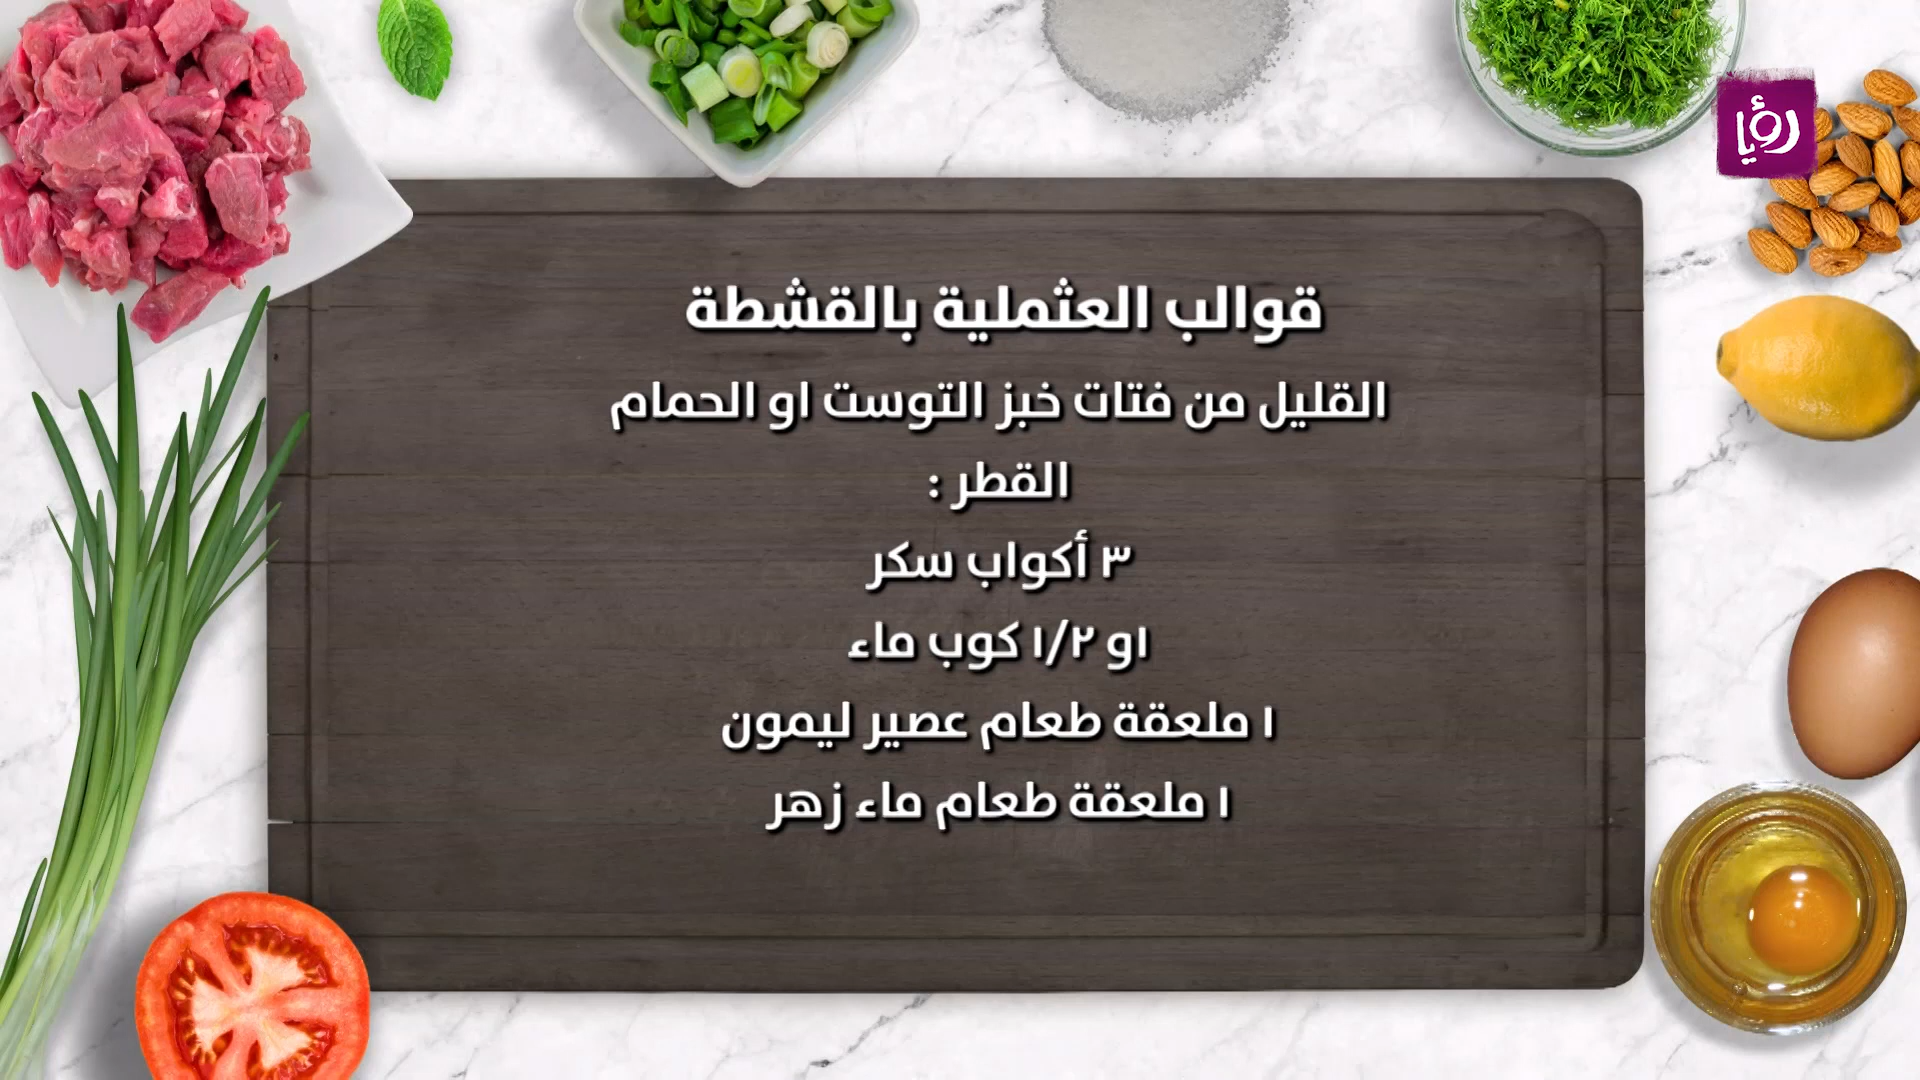 رؤيا
قوالب العثملية بالقشطة
القليل من فتات خبز التوست او الحمام
القطر :
٣ أكواب سكر
١و ١/٢ كوب ماء
١ ملعقة طعام عصير ليمون
١ ملعقة طعام ماء زهر